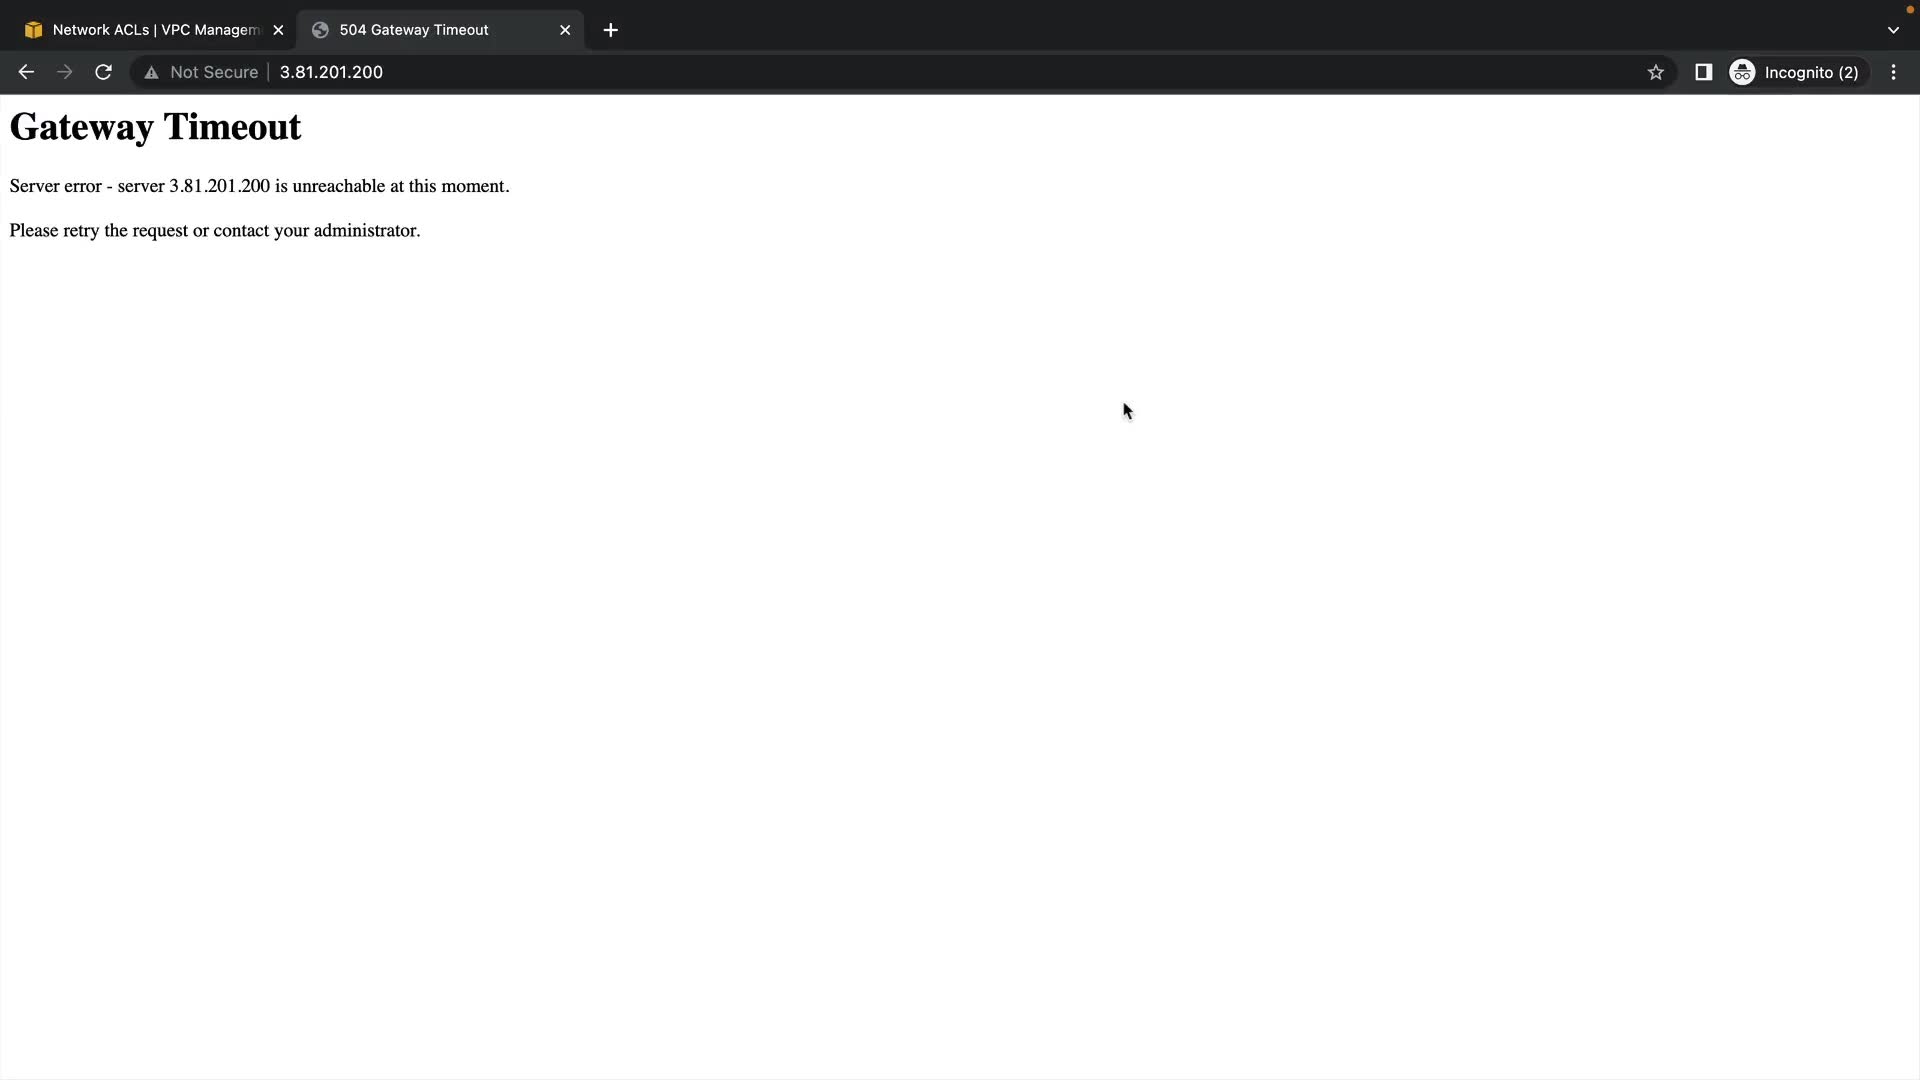 Network ACLs | VPC Managem
504 Gateway Timeout
Not Secure
3.81.201.200
Incognito (2)
Gateway Timeout
Server error - server 3.81.201.200 is unreachable at this moment.
Please retry the request or contact your administrator.